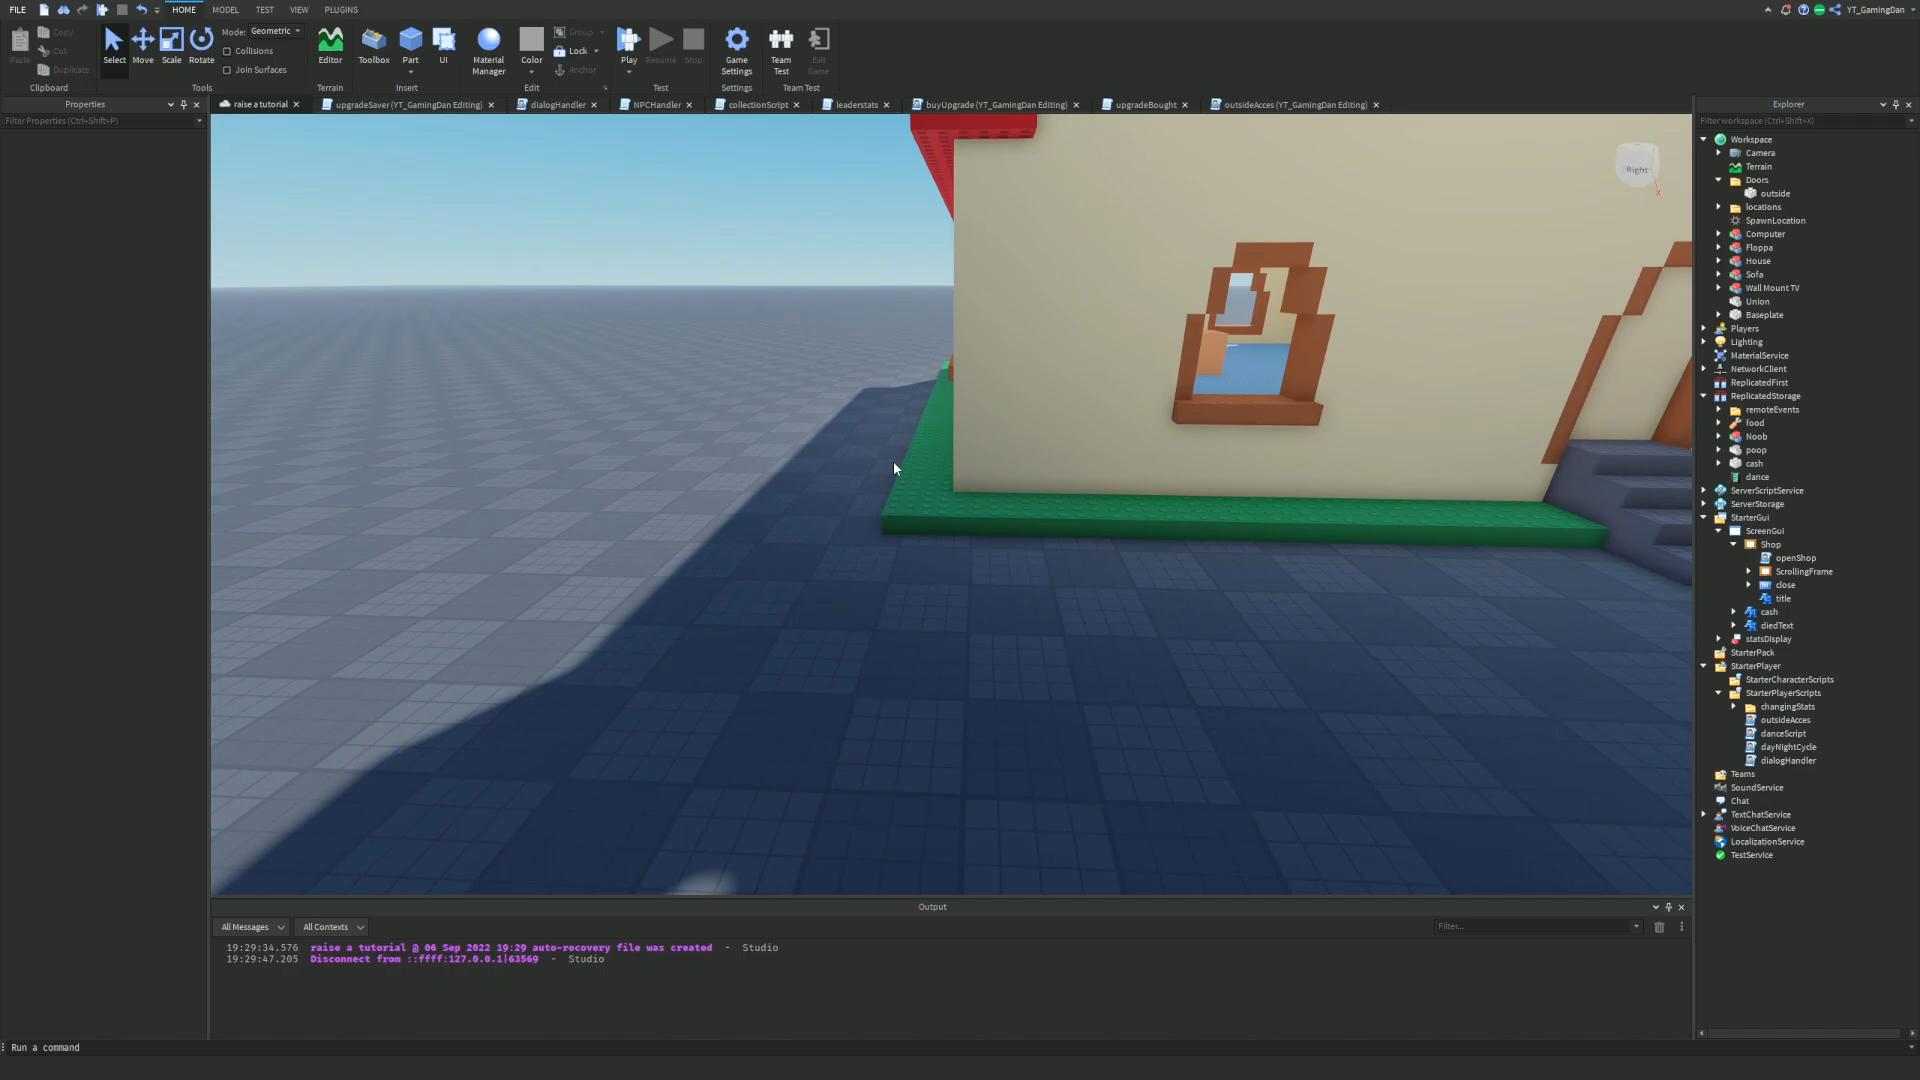 FILE HOME MODEL TEST VIEW PLUGINS YT_GamingDan
Paste Copy Cut Duplicate Clipboard
Select Move Scale Rotate Mode: Geometric Collisions Join Surfaces Tools
Editor Terrain
Toolbox Part UI Insert
Material Manager Color Group Lock Anchor Edit
Play Resume Stop Test
Game Settings Settings
Team Test Exit Game Team Test
Properties
Filter Properties (Ctrl+Shift+P)
raise a tutorial upgradeSaver (YT_GamingDan Editing) dialogHandler NPCHandler collectionScript leaderstats buyUpgrade (YT_GamingDan Editing) upgradeBought outsideAcces (YT_GamingDan Editing)
Right
Explorer
Filter workspace (Ctrl+Shift+X)
Workspace
Camera
Terrain
Doors
outside
locations
SpawnLocation
Computer
Floppa
House
Sofa
Wall Mount TV
Union
Baseplate
Players
Lighting
MaterialService
NetworkClient
ReplicatedFirst
ReplicatedStorage
remoteEvents
food
Noob
poop
cash
dance
ServerScriptService
ServerStorage
StarterGui
ScreenGui
Shop
openShop
ScrollingFrame
close
title
cash
diedText
statsDisplay
StarterPack
StarterPlayer
StarterCharacterScripts
StarterPlayerScripts
changingStats
outsideAcces
danceScript
dayNightCycle
dialogHandler
Teams
SoundService
Chat
TextChatService
VoiceChatService
LocalizationService
TestService
Output
All Messages All Contexts Filter...
19:29:34.576 raise a tutorial @ 06 Sep 2022 19:29 auto-recovery file was created - Studio
19:29:47.205 Disconnect from ::ffff:127.0.0.1|63569 - Studio
Run a command